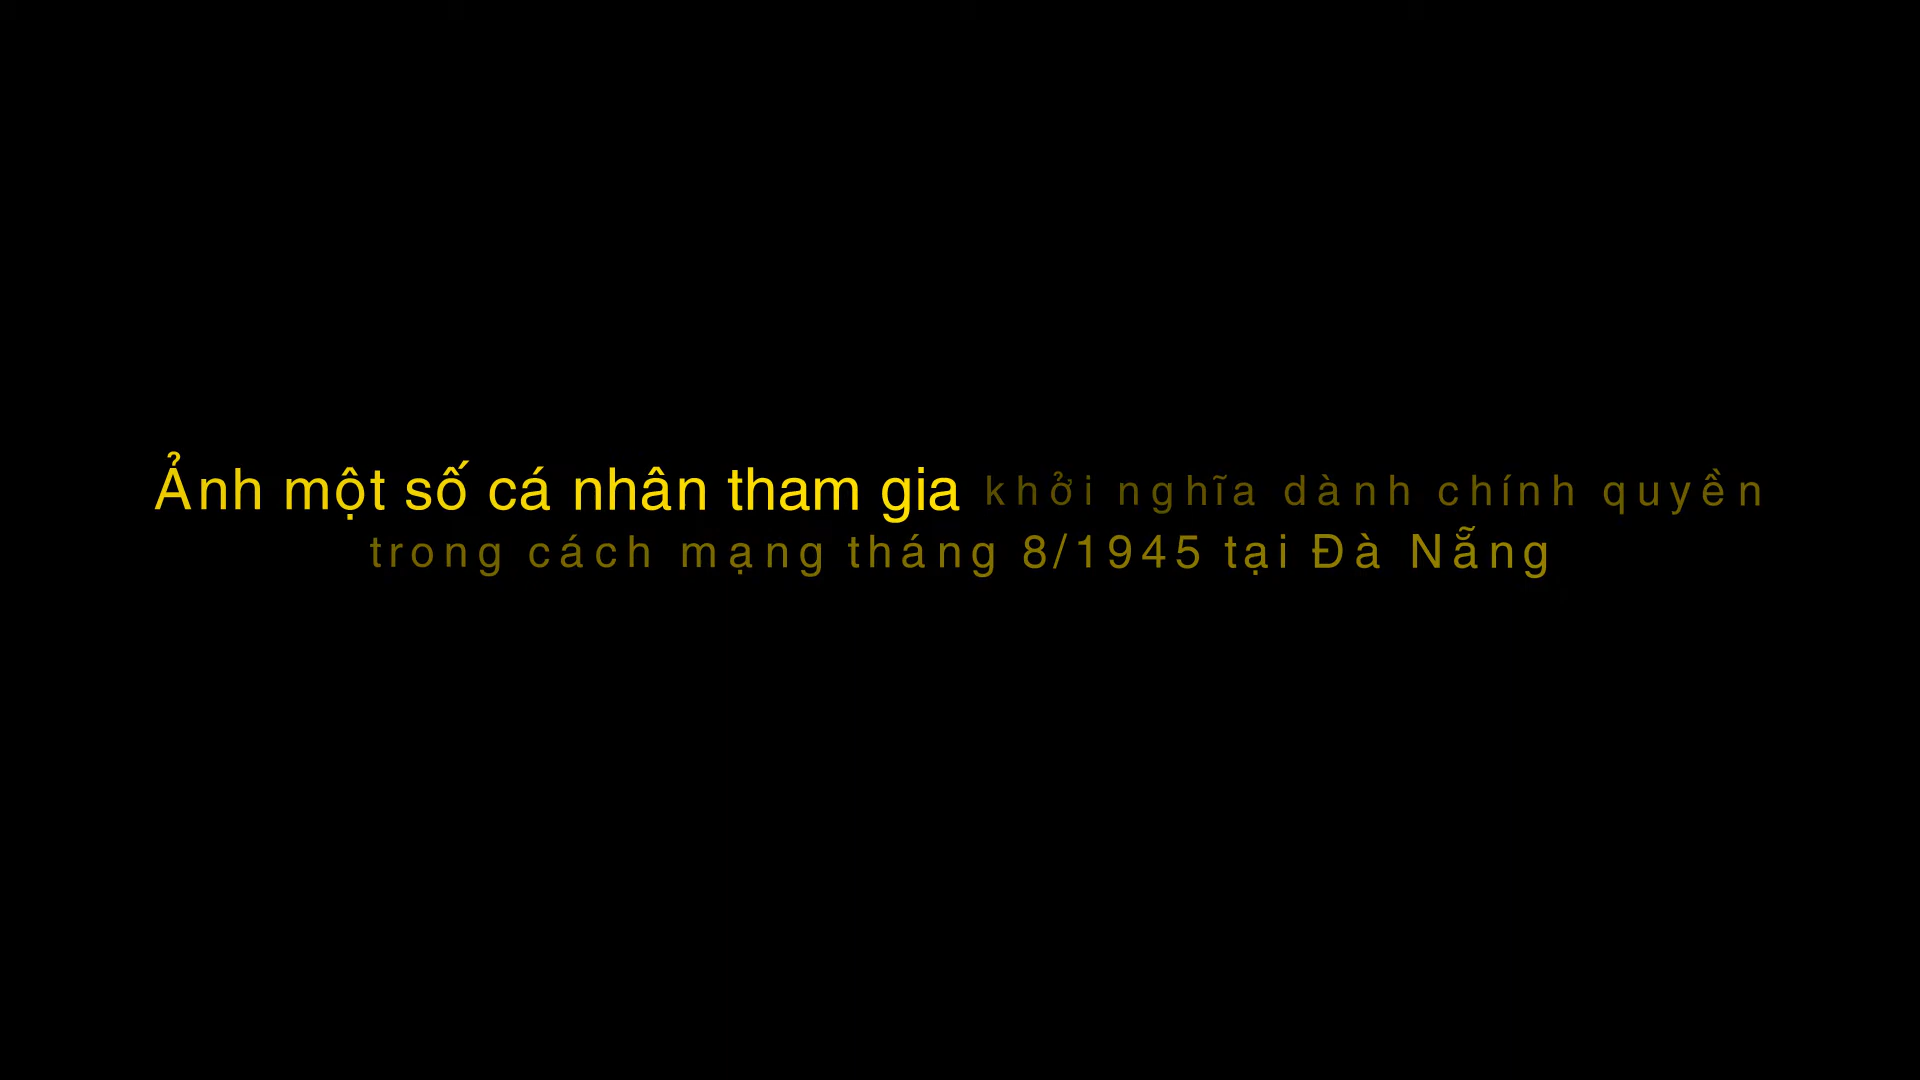 Ảnh một số cá nhân tham gia khởi nghĩa dành chính quyền
trong cách mạng tháng 8/1945 tại Đà Nẵng